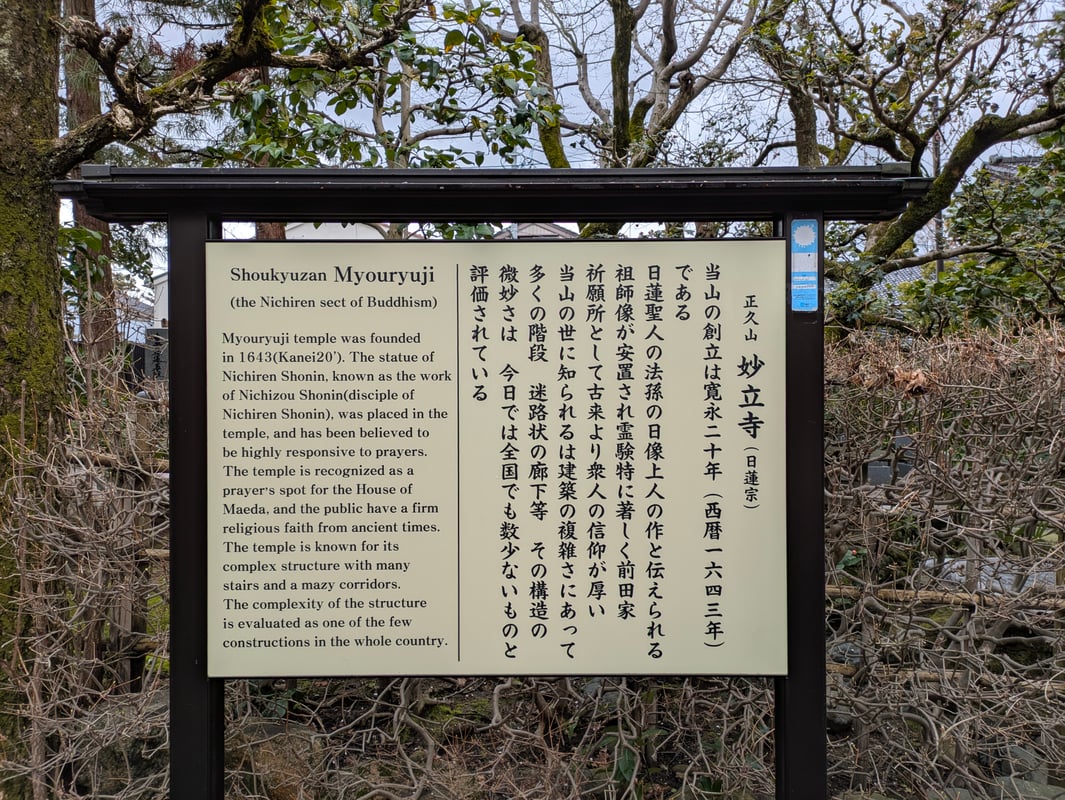 Shoukyuzan Myouryuji
(the Nichiren sect of Buddhism)
Myouryuji temple was founded
in 1643(Kanei20’). The statue of
Nichiren Shonin, known as the work
of Nichizou Shonin(disciple of
Nichiren Shonin), was placed in the
temple, and has been believed to
be highly responsive to prayers.
The temple is recognized as a
prayer's spot for the House of
Maeda, and the public have a firm
religious faith from ancient times.
The temple is known for its
complex structure with many
stairs and a mazy corridors.
The complexity of the structure
is evaluated as one of the few
constructions in the whole country.
正久山 妙立寺（日蓮宗）
当山の創立は寛永二十年（西暦一六四三年）
である
日蓮聖人の法孫の日像上人の作と伝えられる
祖師像が安置され霊験特に著しく前田家
祈願所として古来より衆人の信仰が厚い
当山の世に知られるは建築の複雑さにあって
多くの階段 迷路状の廊下等 その構造の
微妙さは 今日では全国でも数少ないものと
評価されている